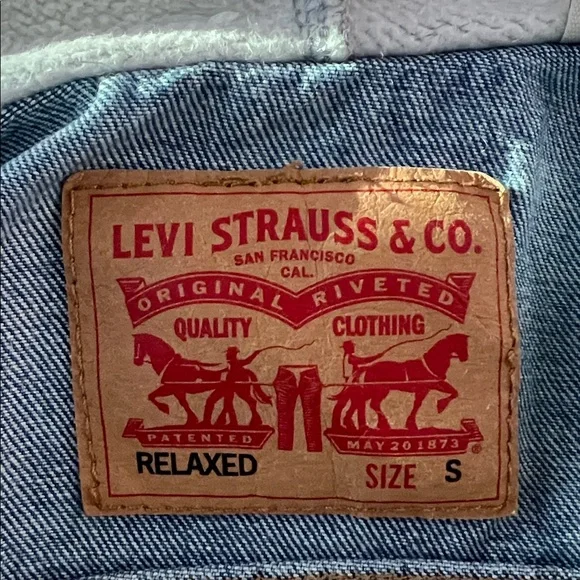 LEVI STRAUSS & CO.
SAN FRANCISCO
CAL.
ORIGINAL RIVETED
QUALITY CLOTHING
PATENTED MAY 20 1873 ®
RELAXED SIZE S